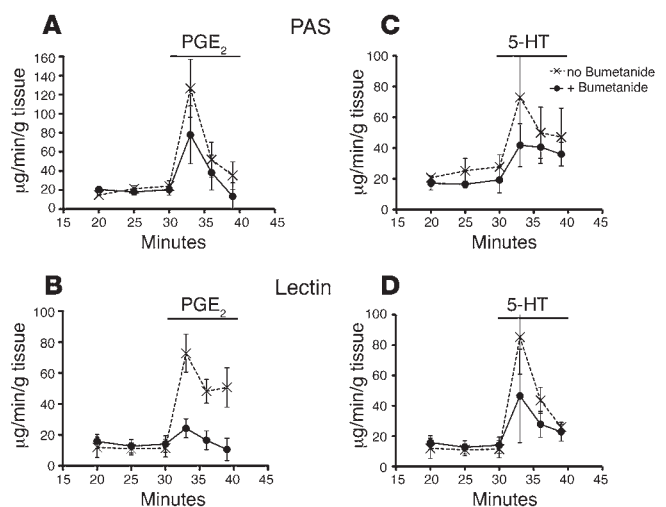 A PAS C
PGE2
5-HT
no Bumetanide
+ Bumetanide
μg/min/g tissue
160
140
120
100
80
60
40
20
0
15 20 25 30 35 40 45
Minutes
μg/min/g tissue
100
80
60
40
20
0
15 20 25 30 35 40 45
Minutes
B Lectin D
PGE2
5-HT
μg/min/g tissue
100
80
60
40
20
0
15 20 25 30 35 40 45
Minutes
μg/min/g tissue
100
80
60
40
20
0
15 20 25 30 35 40 45
Minutes